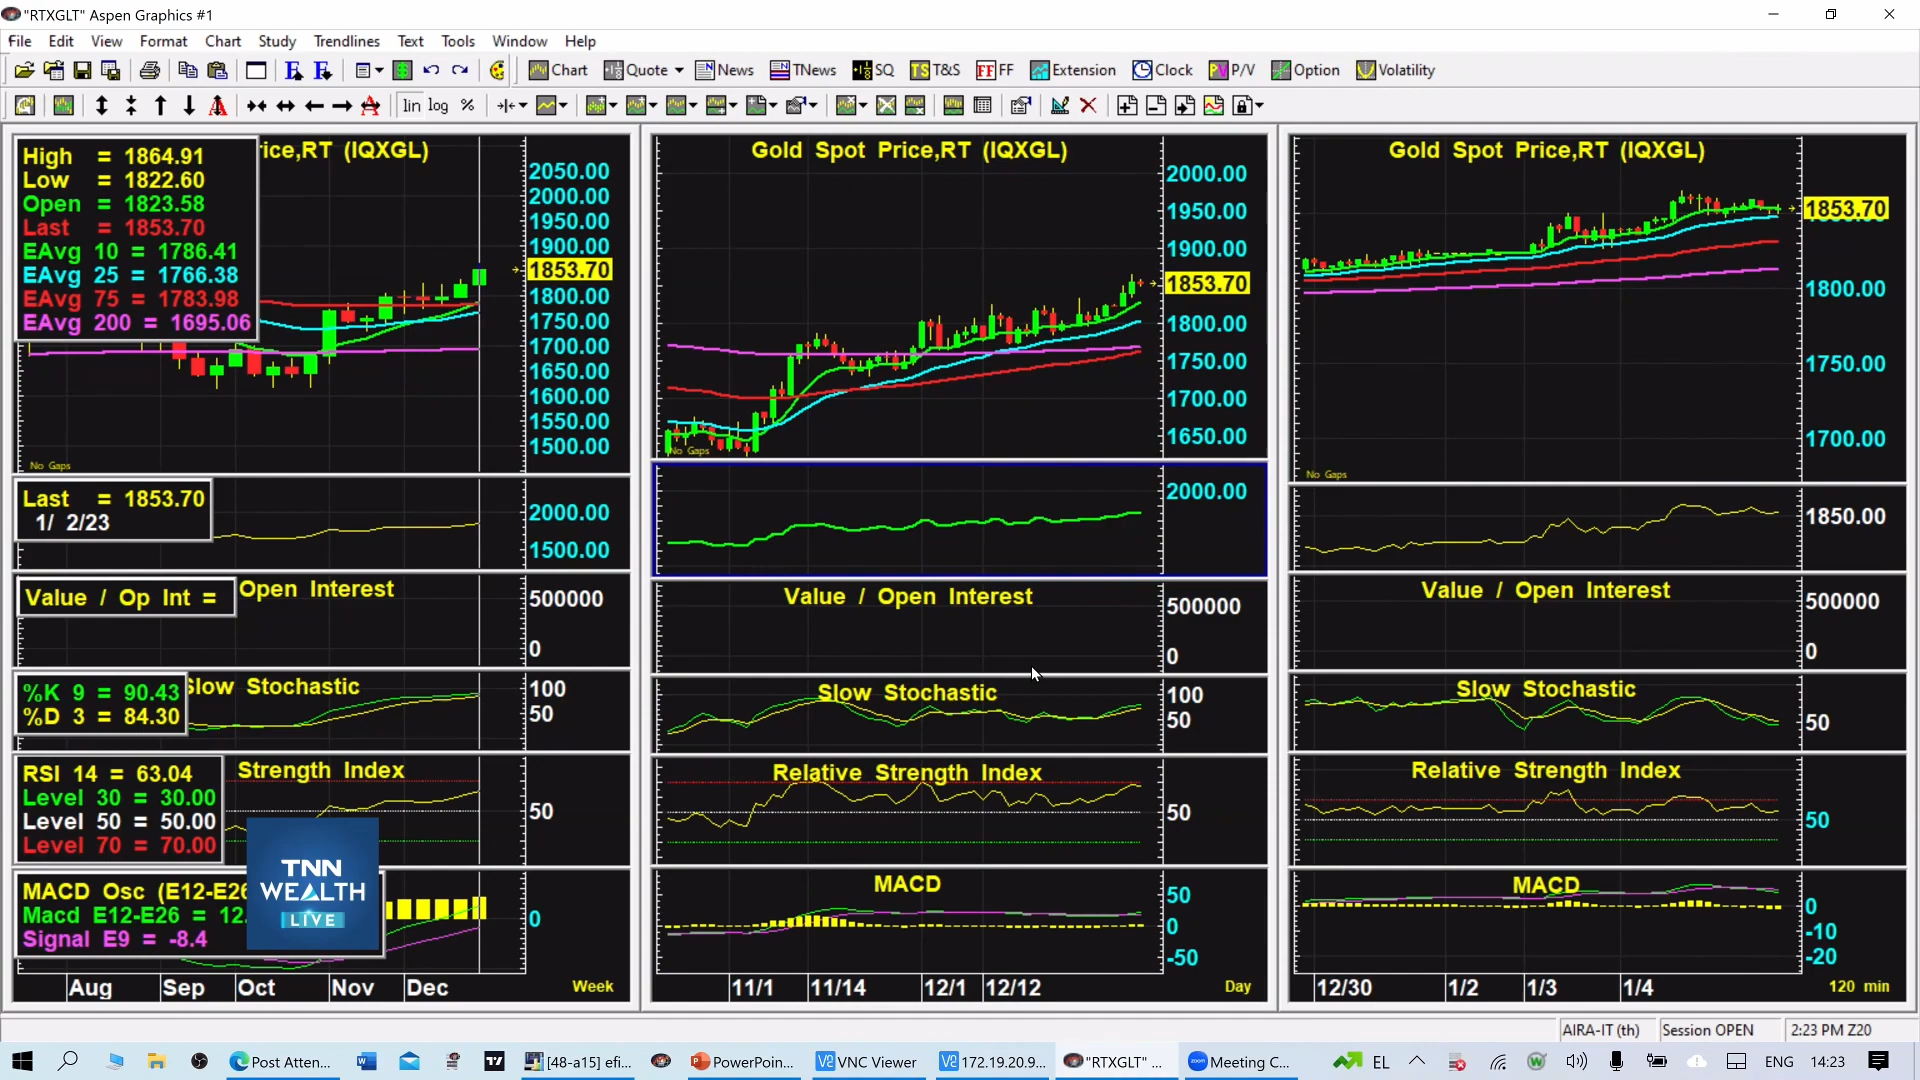 "RTXGLT" Aspen Graphics #1
File Edit View Format Chart Study Trendlines Text Tools Window Help
Chart Quote News TNews SQ T&S FF Extension Clock P/V Option Volatility
lin log %
High = 1864.91
Low = 1822.60
Open = 1823.58
Last = 1853.70
EAvg 10 = 1786.41
EAvg 25 = 1766.38
EAvg 75 = 1783.98
EAvg 200 = 1695.06
rice,RT (IQXGL)
2050.00
2000.00
1950.00
1900.00
1853.70
1800.00
1750.00
1700.00
1650.00
1600.00
1550.00
1500.00
No Gaps
Last = 1853.70
1/ 2/23
2000.00
1500.00
Value / Op Int =
Open Interest
500000
0
%K 9 = 90.43
%D 3 = 84.30
Slow Stochastic
100
50
RSI 14 = 63.04
Level 30 = 30.00
Level 50 = 50.00
Level 70 = 70.00
Strength Index
50
MACD Osc (E12-E26
Macd E12-E26 = 12.
Signal E9 = -8.4
0
TNN
WEALTH
LIVE
Aug Sep Oct Nov Dec Week
Gold Spot Price,RT (IQXGL)
2000.00
1950.00
1900.00
1853.70
1800.00
1750.00
1700.00
1650.00
No Gaps
2000.00
Value / Open Interest
500000
0
Slow Stochastic
100
50
Relative Strength Index
50
MACD
50
0
-50
11/1 11/14 12/1 12/12 Day
Gold Spot Price,RT (IQXGL)
1853.70
1800.00
1750.00
1700.00
No Gaps
1850.00
Value / Open Interest
500000
0
Slow Stochastic
50
Relative Strength Index
50
MACD
0
-10
-20
12/30 1/2 1/3 1/4 120 min
AIRA-IT (th) Session OPEN 2:23 PM Z20
Post Atten... [48-a15] efi... PowerPoin... VNC Viewer 172.19.20.9... "RTXGLT" ... Meeting C... EL ENG 14:23